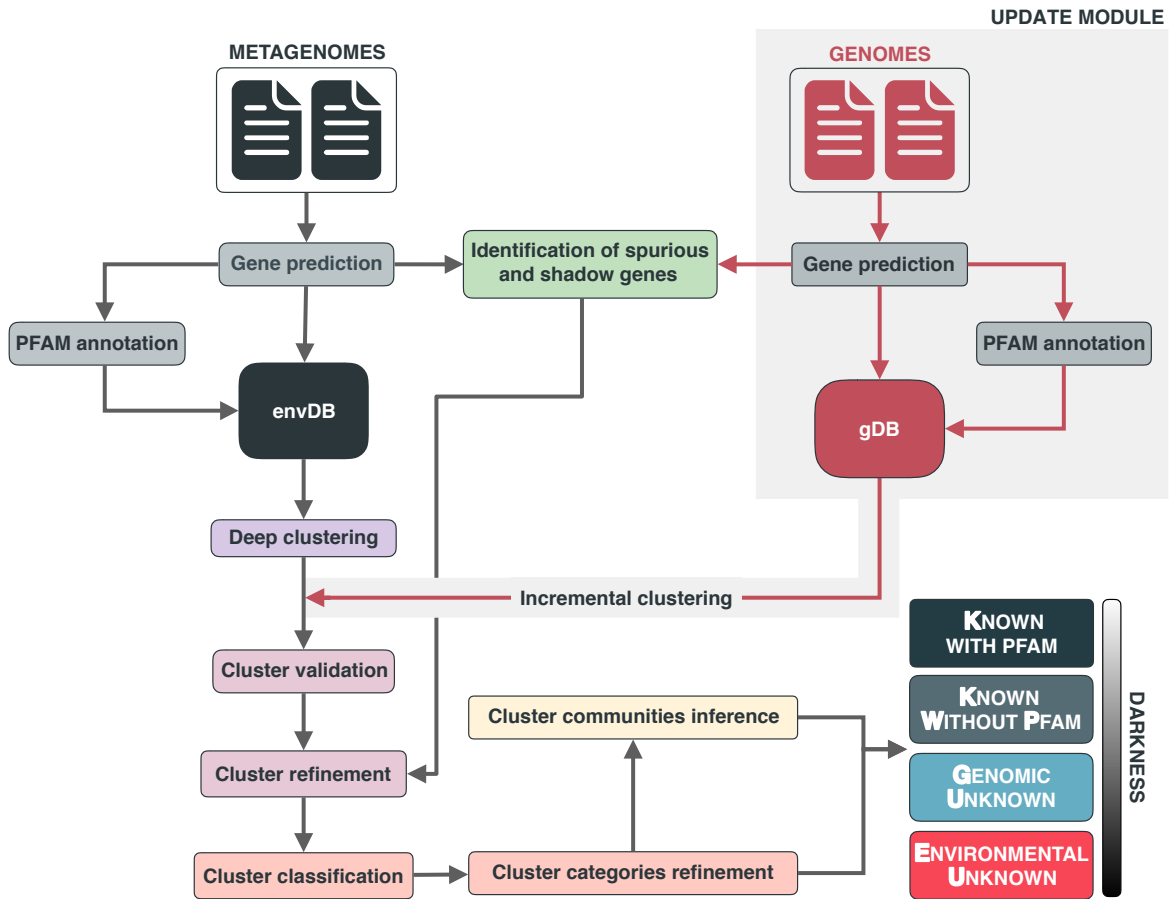 UPDATE MODULE
METAGENOMES
GENOMES
Gene prediction
Identification of spurious
and shadow genes
Gene prediction
PFAM annotation
PFAM annotation
envDB
gDB
Deep clustering
Incremental clustering
Cluster validation
Cluster refinement
Cluster classification
Cluster communities inference
Cluster categories refinement
KNOWN
WITH PFAM
KNOWN
WITHOUT PFAM
GENOMIC
UNKNOWN
ENVIRONMENTAL
UNKNOWN
DARKNESS